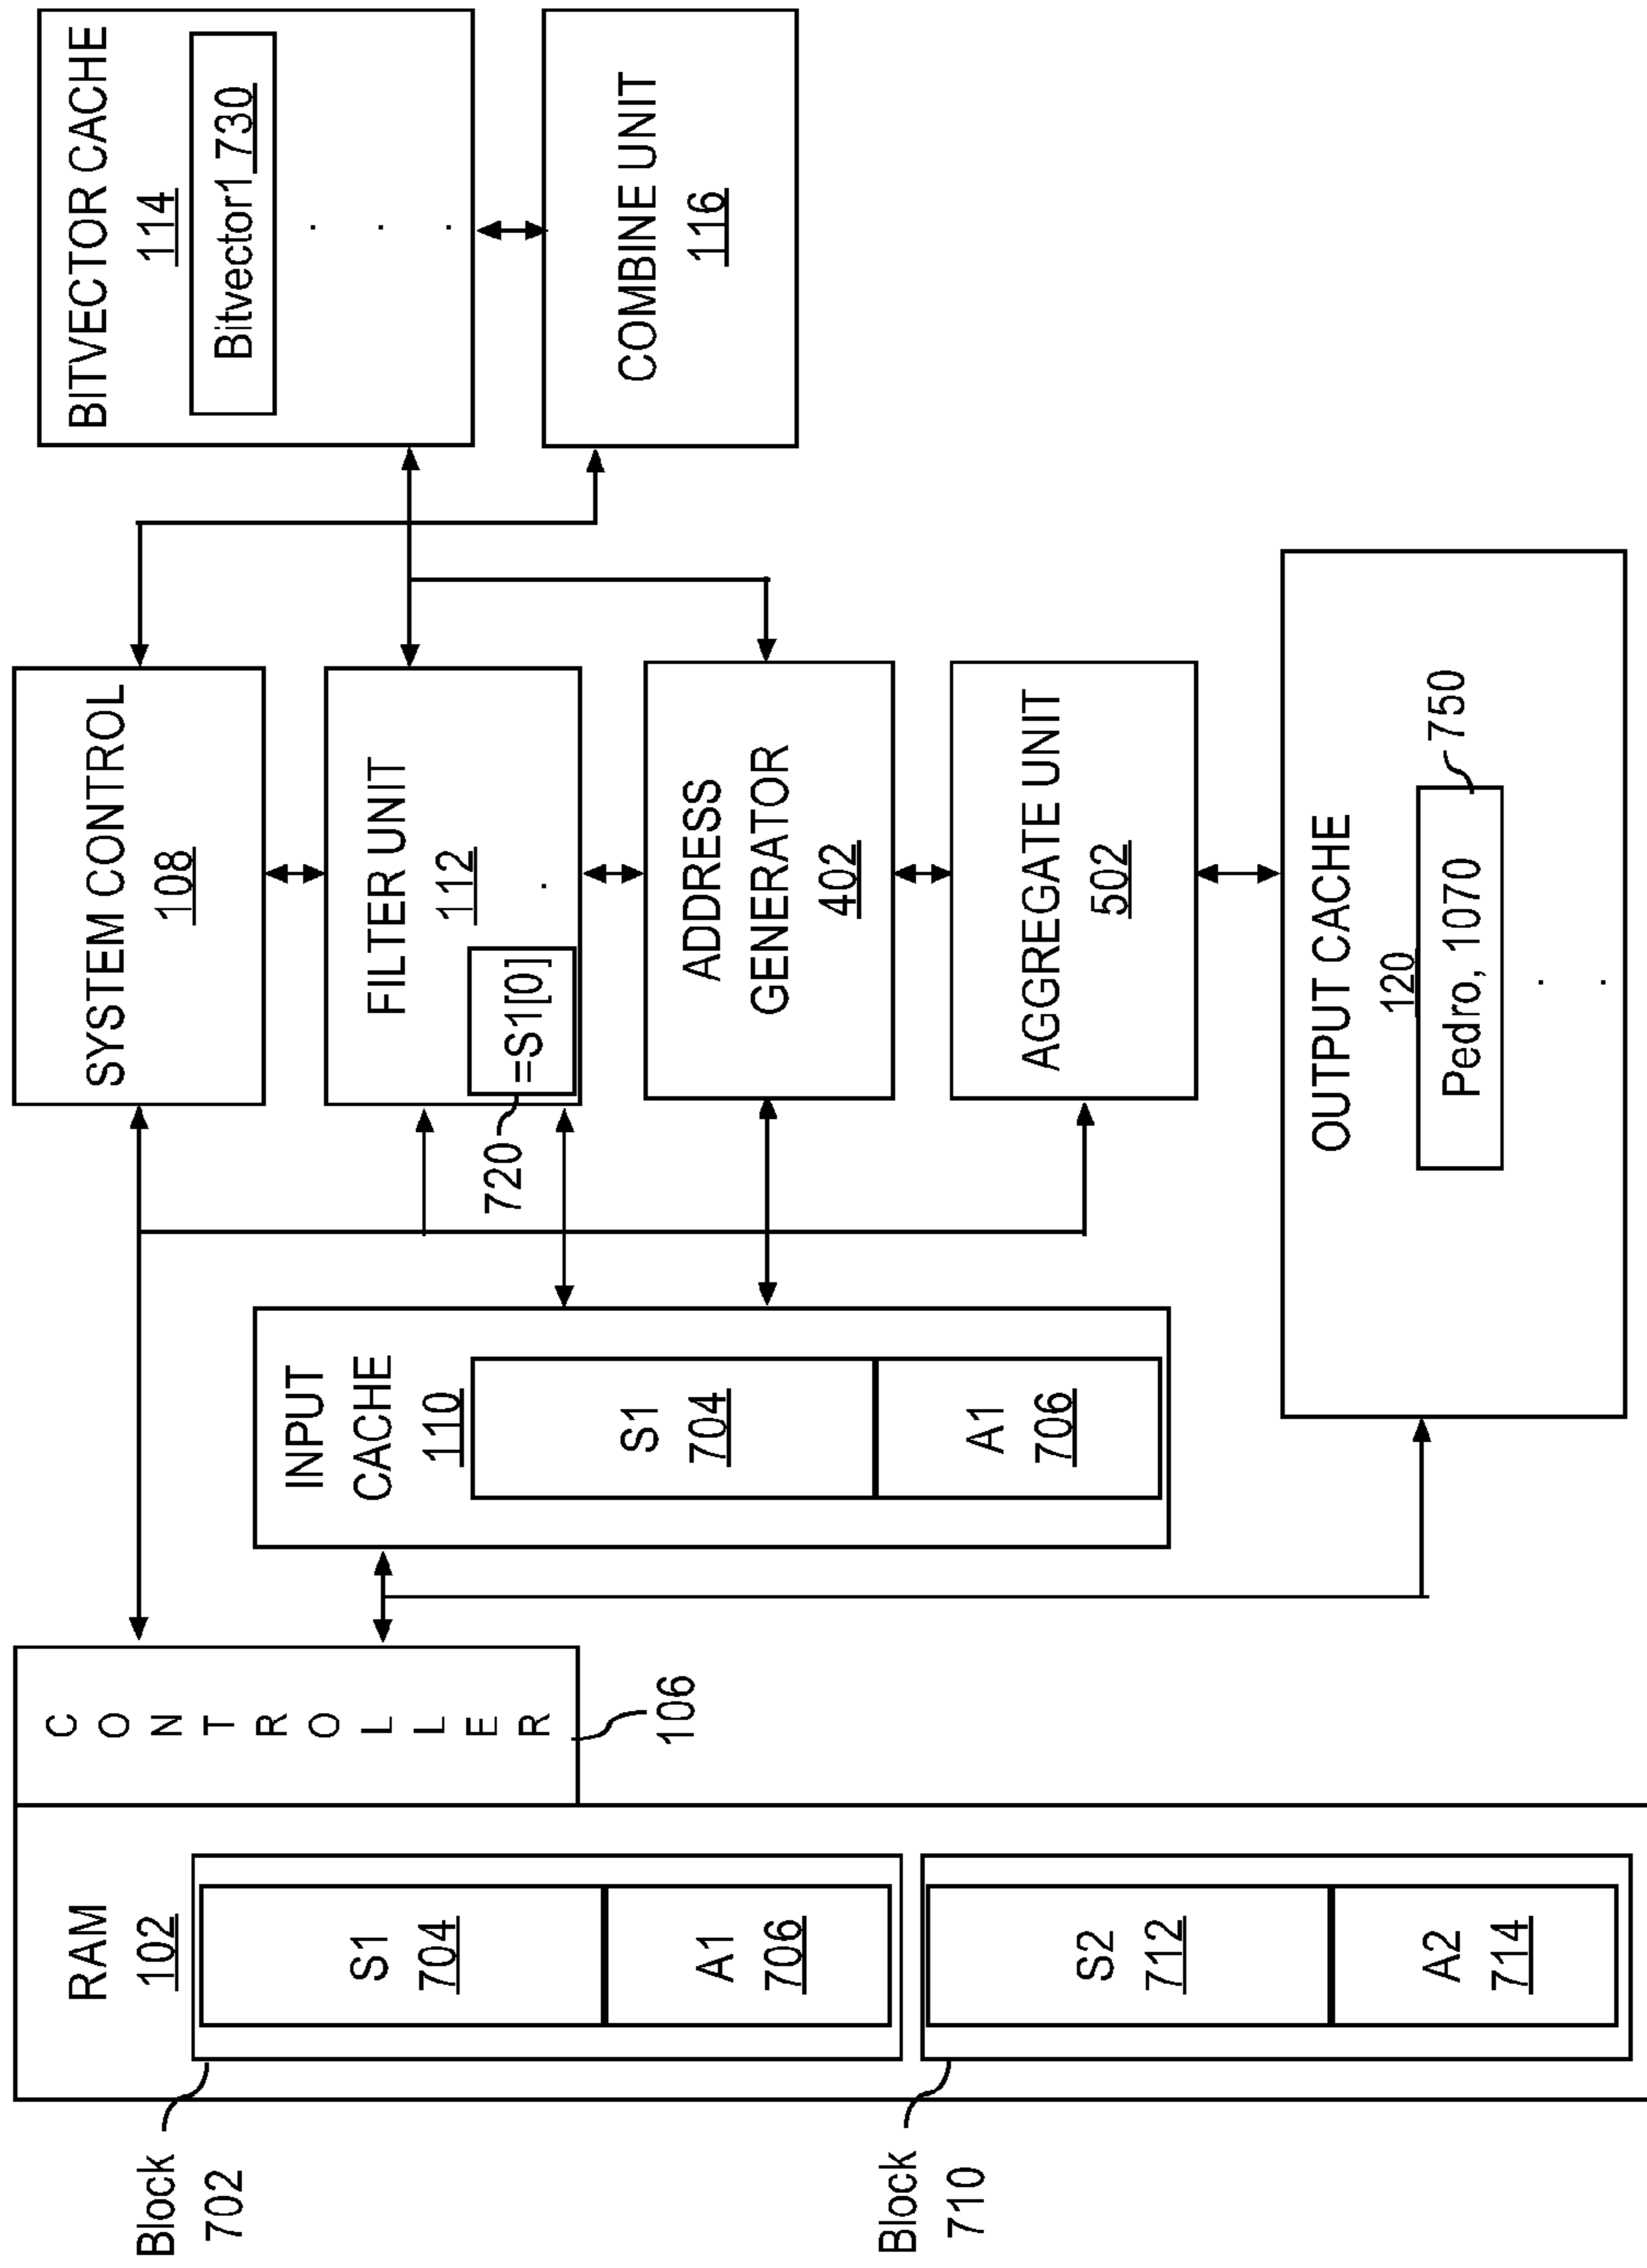 RAM
102
Block
702
S1
704
A1
706
Block
710
S2
712
A2
714
CONTROLLER
106
INPUT
CACHE
110
S1
704
A1
706
SYSTEM CONTROL
108
FILTER UNIT
112
.
720
=S1[0]
ADDRESS
GENERATOR
402
AGGREGATE UNIT
502
BITVECTOR CACHE
114
Bitvector1 730
.
.
.
COMBINE UNIT
116
OUTPUT CACHE
120
Pedro, 1070
750
.
.